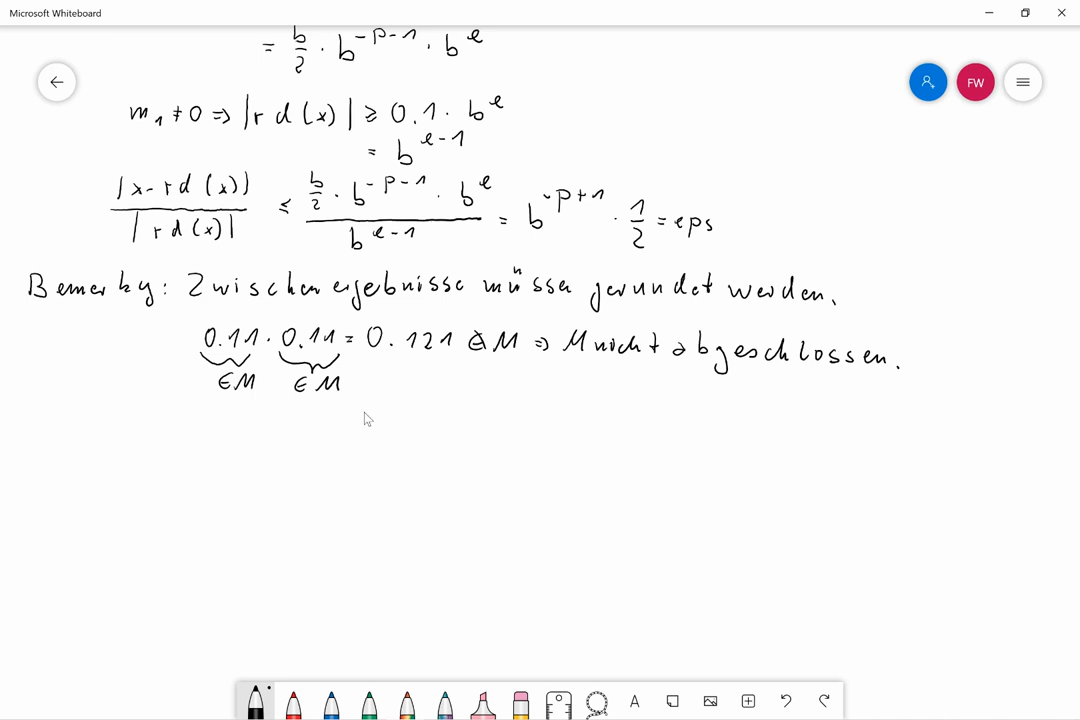 Microsoft Whiteboard
= b/2 · b^{-p-1} · b^e
FW
m₁ ≠ 0 ⇒ |rd(x)| ≥ 0.1 · b^e
= b^{e-1}
|x-rd(x)| / |rd(x)| ≤ (b/2 · b^{-p-1} · b^e) / b^{e-1} = b^{-p+1} · 1/2 = eps
Bemerkg: Zwischenergebnisse müssen gerundet werden.
0.11 · 0.11 = 0.121 ∉ M ⇒ M nicht abgeschlossen.
∈M ∈M
A